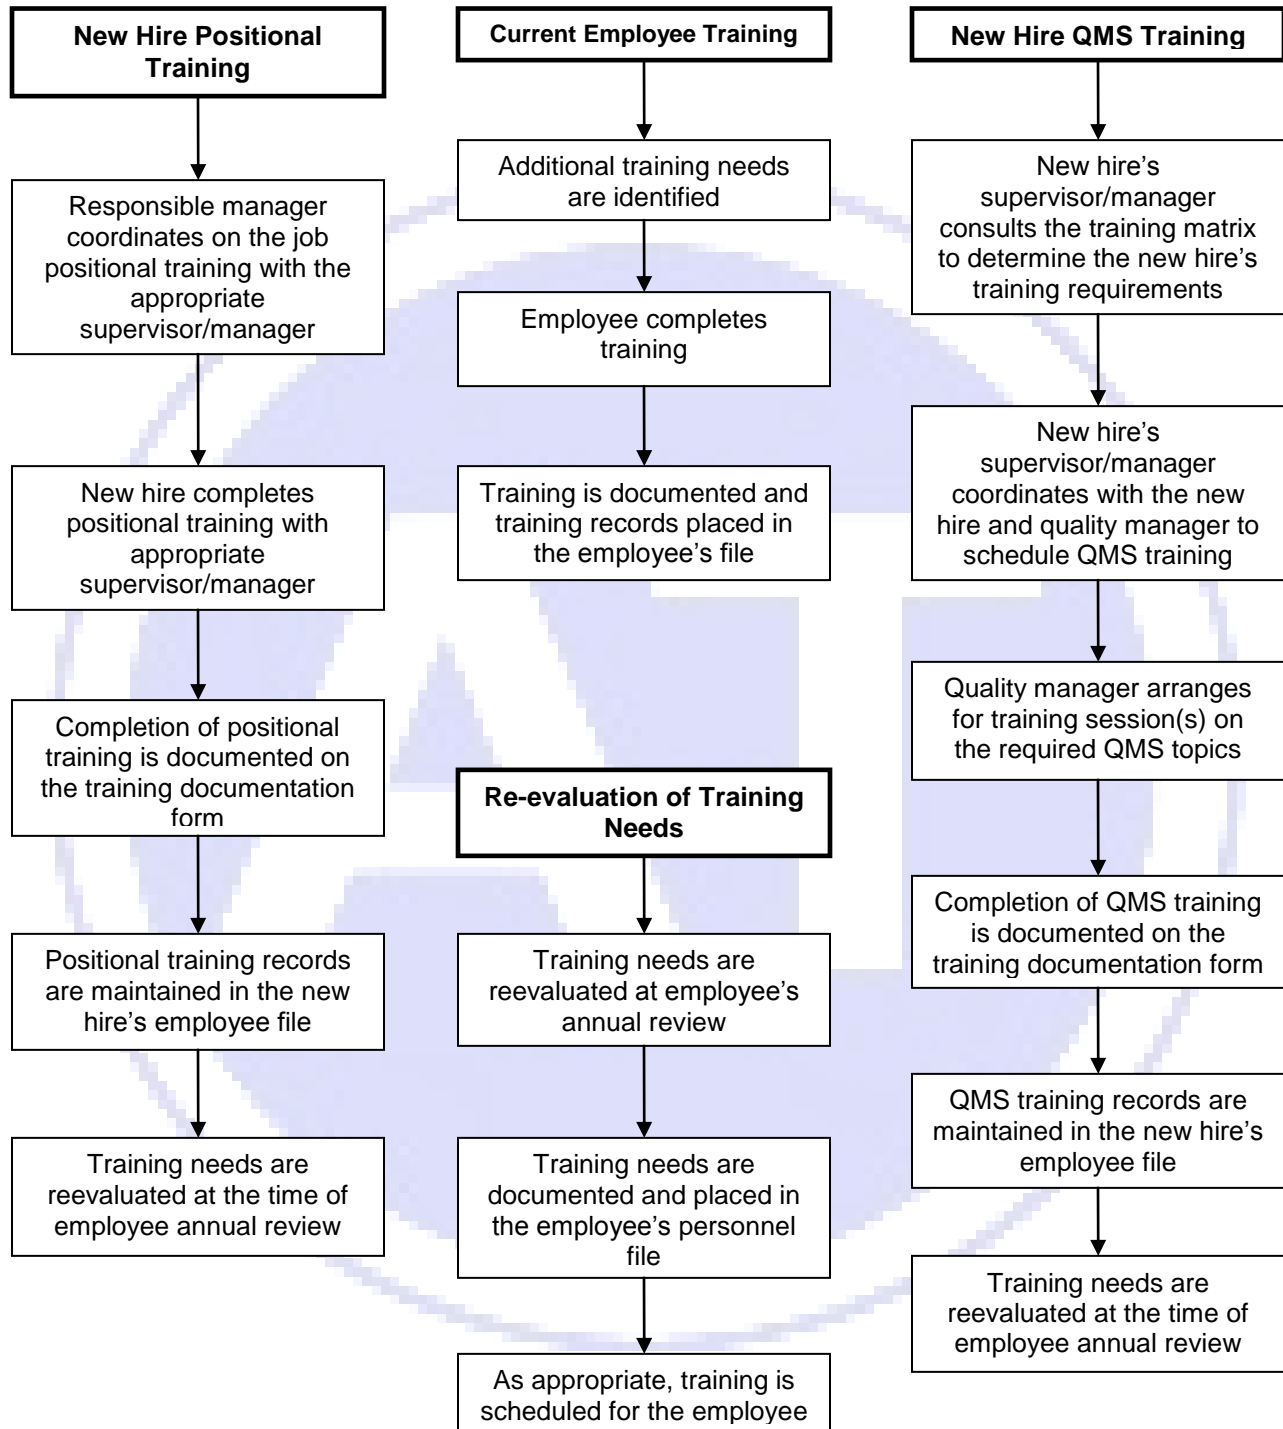 New Hire Positional
Training
Responsible manager
coordinates on the job
positional training with the
appropriate
supervisor/manager
New hire completes
positional training with
appropriate
supervisor/manager
Completion of positional
training is documented on
the training documentation
form
Positional training records
are maintained in the new
hire’s employee file
Training needs are
reevaluated at the time of
employee annual review
Current Employee Training
Additional training needs
are identified
Employee completes
training
Training is documented and
training records placed in
the employee’s file
Re-evaluation of Training
Needs
Training needs are
reevaluated at employee’s
annual review
Training needs are
documented and placed in
the employee’s personnel
file
As appropriate, training is
scheduled for the employee
New Hire QMS Training
New hire’s
supervisor/manager
consults the training matrix
to determine the new hire’s
training requirements
New hire’s
supervisor/manager
coordinates with the new
hire and quality manager to
schedule QMS training
Quality manager arranges
for training session(s) on
the required QMS topics
Completion of QMS training
is documented on the
training documentation form
QMS training records are
maintained in the new hire’s
employee file
Training needs are
reevaluated at the time of
employee annual review